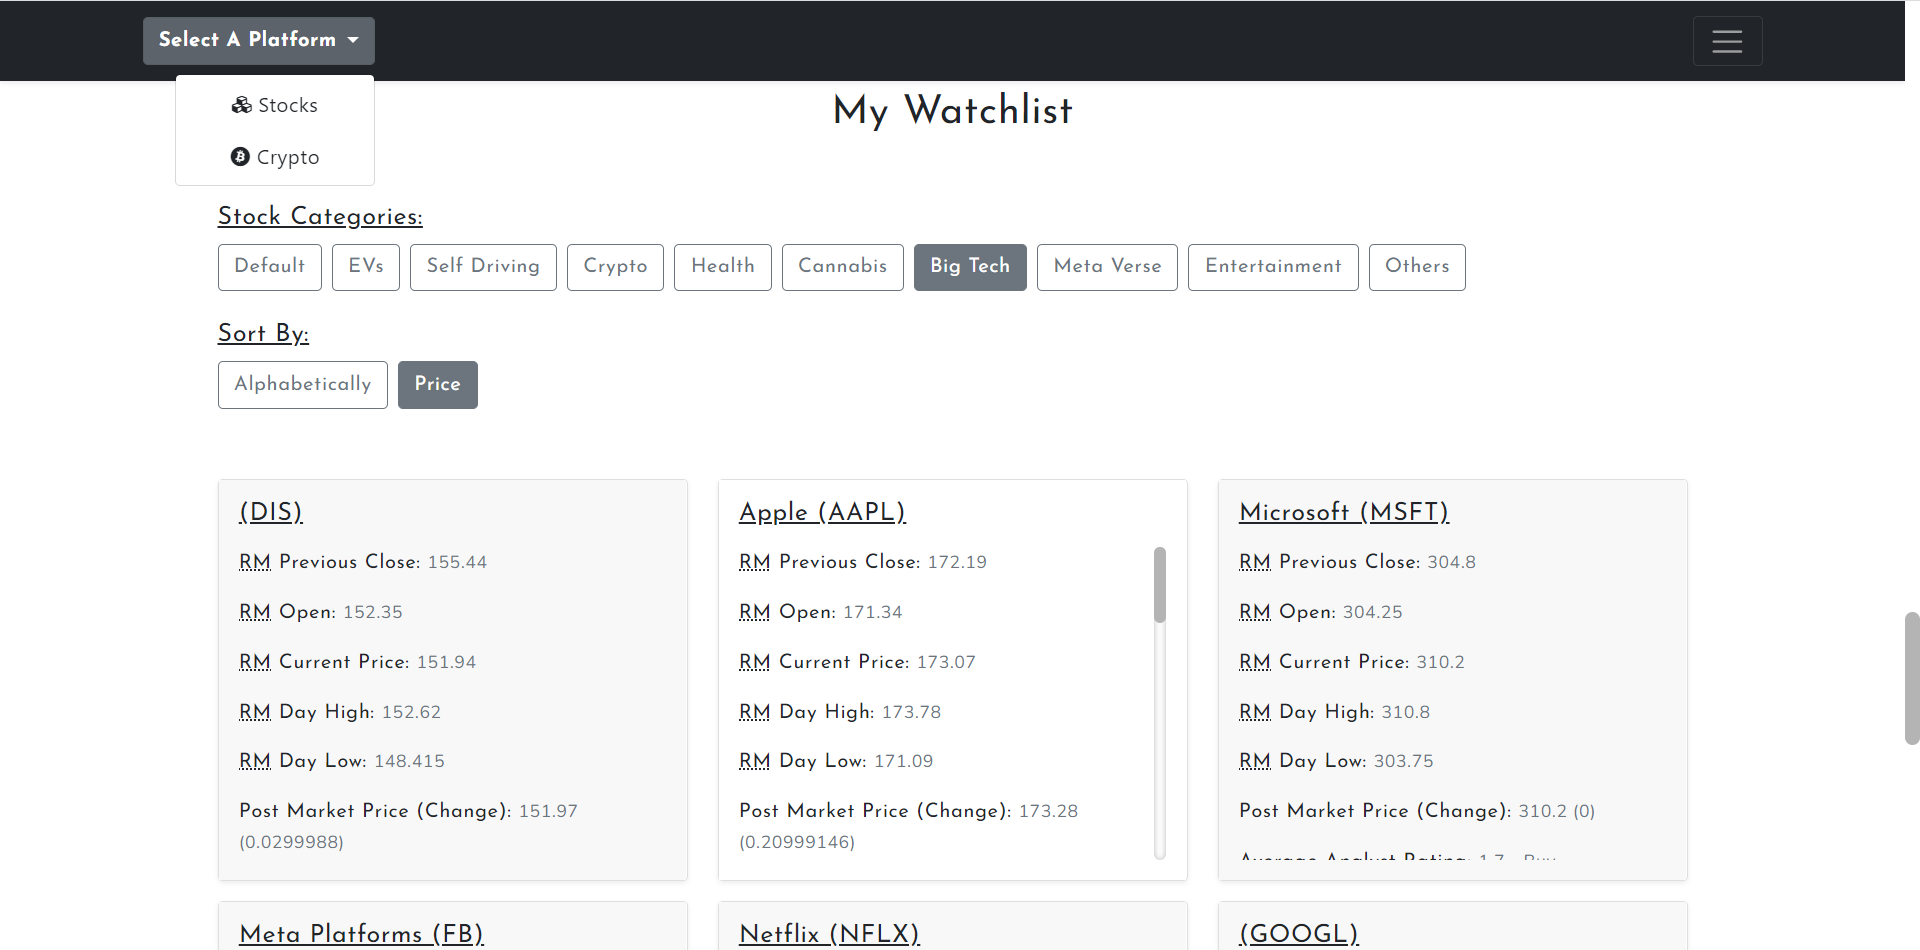 Select A Platform
Stocks
Crypto
My Watchlist
Stock Categories:
Default EVs Self Driving Crypto Health Cannabis Big Tech Meta Verse Entertainment Others
Sort By:
Alphabetically Price
(DIS)
RM Previous Close: 155.44
RM Open: 152.35
RM Current Price: 151.94
RM Day High: 152.62
RM Day Low: 148.415
Post Market Price (Change): 151.97
(0.0299988)
Apple (AAPL)
RM Previous Close: 172.19
RM Open: 171.34
RM Current Price: 173.07
RM Day High: 173.78
RM Day Low: 171.09
Post Market Price (Change): 173.28
(0.20999146)
Microsoft (MSFT)
RM Previous Close: 304.8
RM Open: 304.25
RM Current Price: 310.2
RM Day High: 310.8
RM Day Low: 303.75
Post Market Price (Change): 310.2 (0)
Average Analyst Rating: 1.7 - Buy
Meta Platforms (FB)
Netflix (NFLX)
(GOOGL)